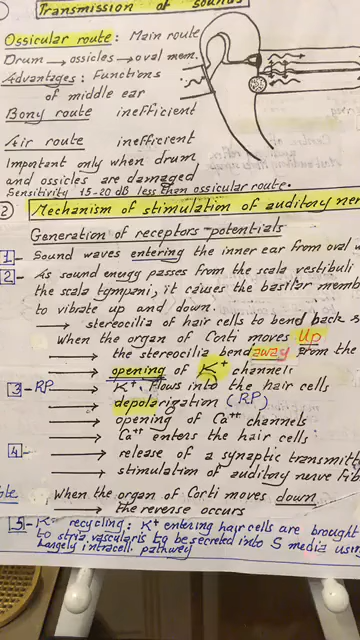 Transmission of sounds
Ossicular route: Main route
Drum → ossicles → oval mem.
Advantages: Functions
of middle ear
Bony route inefficient
Air route inefficient
Important only when drum
and ossicles are damaged
Sensitivity 15-20 dB less than ossicular route.
2 Mechanism of stimulation of auditory ner
Generation of receptors potentials
1 - Sound waves entering the inner ear from oval w
2 - As sound energy passes from the scala vestibuli
the scala tympani, it causes the basilar memb
to vibrate up and down.
→ stereocilia of hair cells to bend back
When the organ of Corti moves Up
→ the stereocilia bend away from the
→ opening of K+ channels
3 - RP → K+ flows into the hair cells
depolarization (RP)
→ opening of Ca++ channels
Ca++ enters the hair cells
4 → release of a synaptic transmitt
→ stimulation of auditory nerve fib
When the organ of Corti moves down
→ the reverse occurs
5 - K+ recycling: K+ entering hair cells are brought
to stria vascularis to be secreted into S media using
largely intracell. pathway